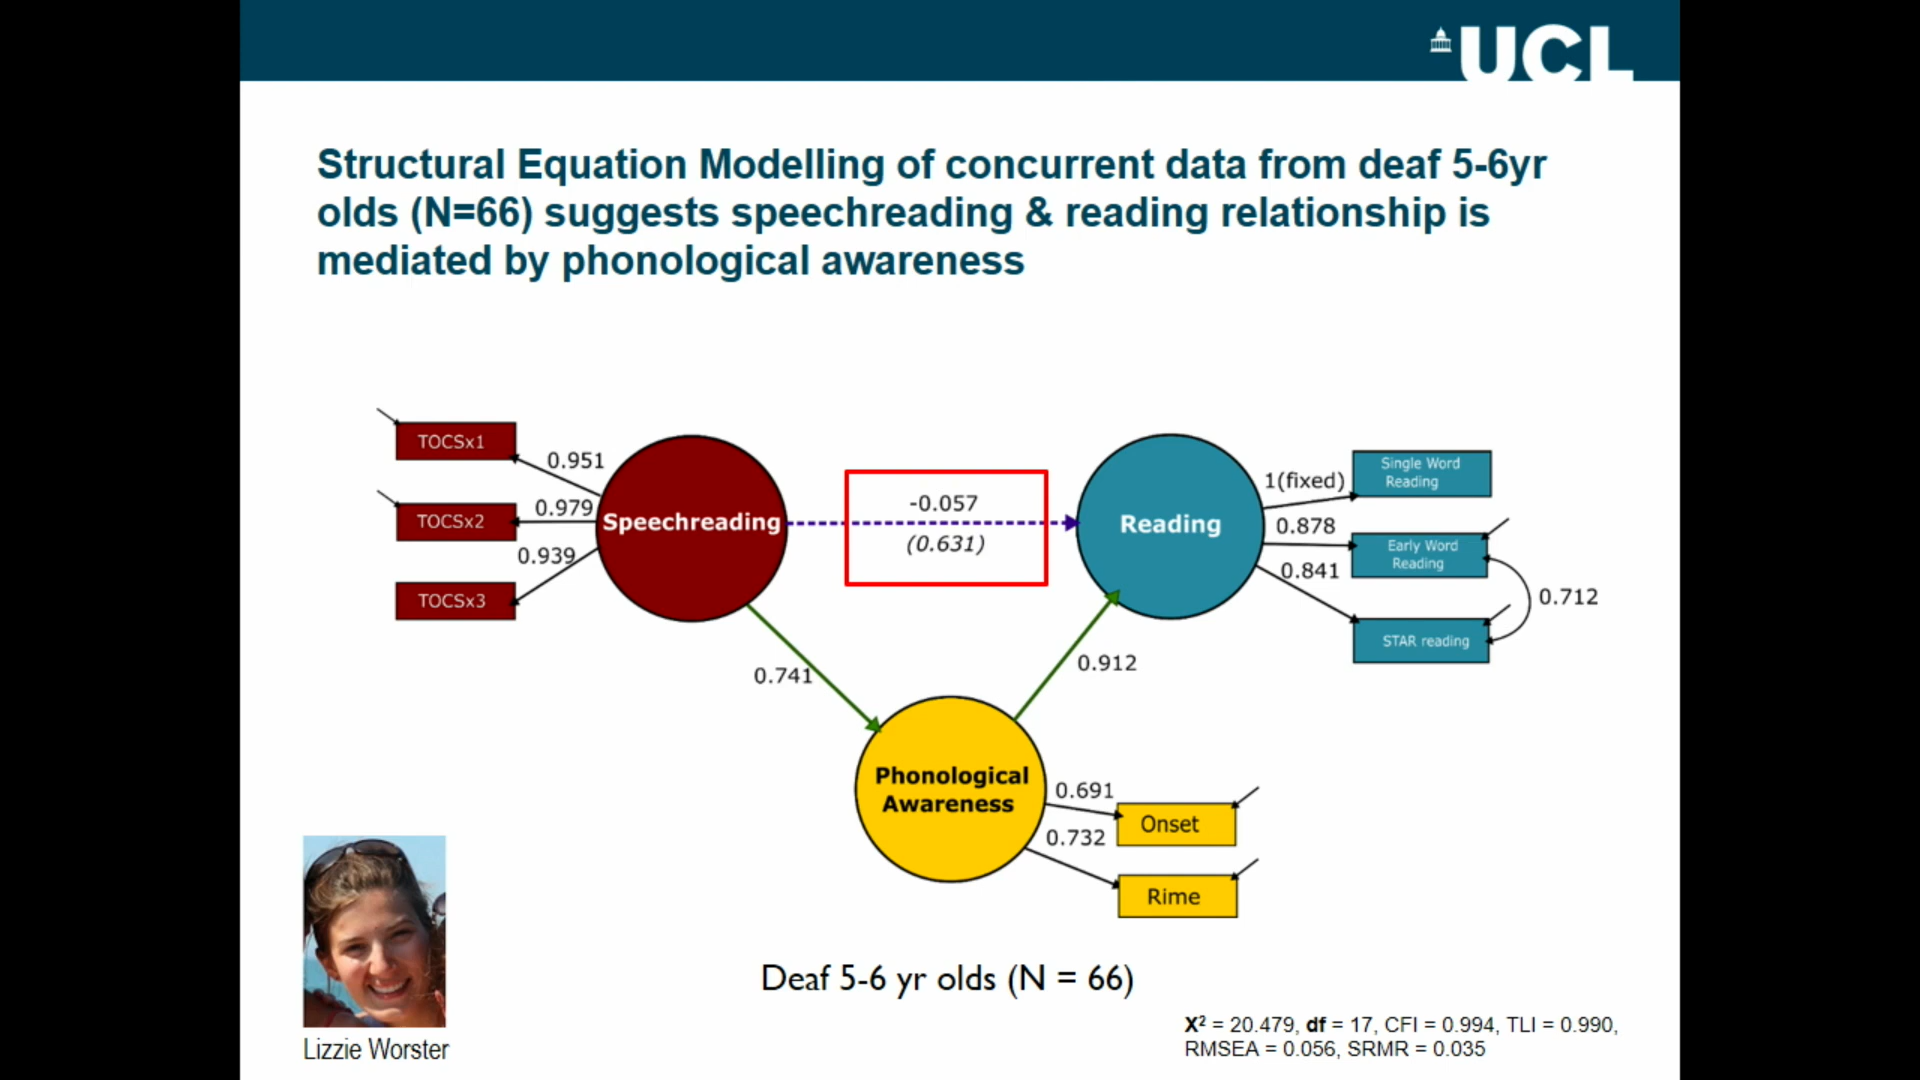 UCL
Structural Equation Modelling of concurrent data from deaf 5-6yr
olds (N=66) suggests speechreading & reading relationship is
mediated by phonological awareness
TOCSx1
0.951
TOCSx2
0.979
0.939
TOCSx3
Speechreading
-0.057
(0.631)
Reading
1(fixed)
Single Word
Reading
0.878
Early Word
Reading
0.841
0.712
STAR reading
0.741
0.912
Phonological
Awareness
0.691
Onset
0.732
Rime
Deaf 5-6 yr olds (N = 66)
Lizzie Worster
X² = 20.479, df = 17, CFI = 0.994, TLI = 0.990,
RMSEA = 0.056, SRMR = 0.035